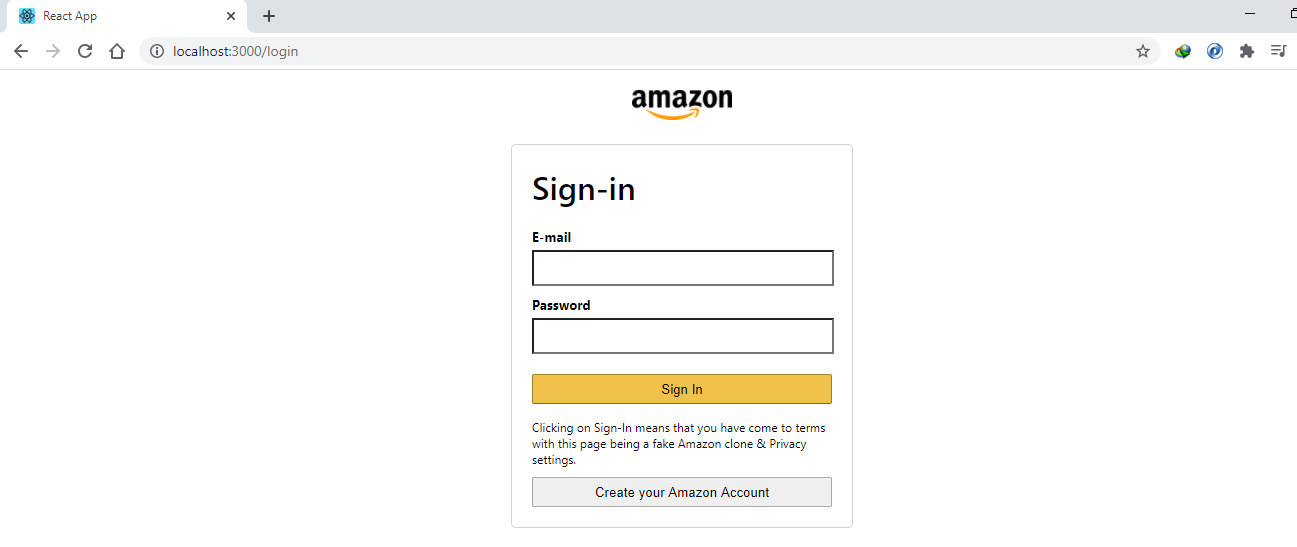 React App
localhost:3000/login
amazon
Sign-in
E-mail
Password
Sign In
Clicking on Sign-In means that you have come to terms
with this page being a fake Amazon clone & Privacy
settings.
Create your Amazon Account